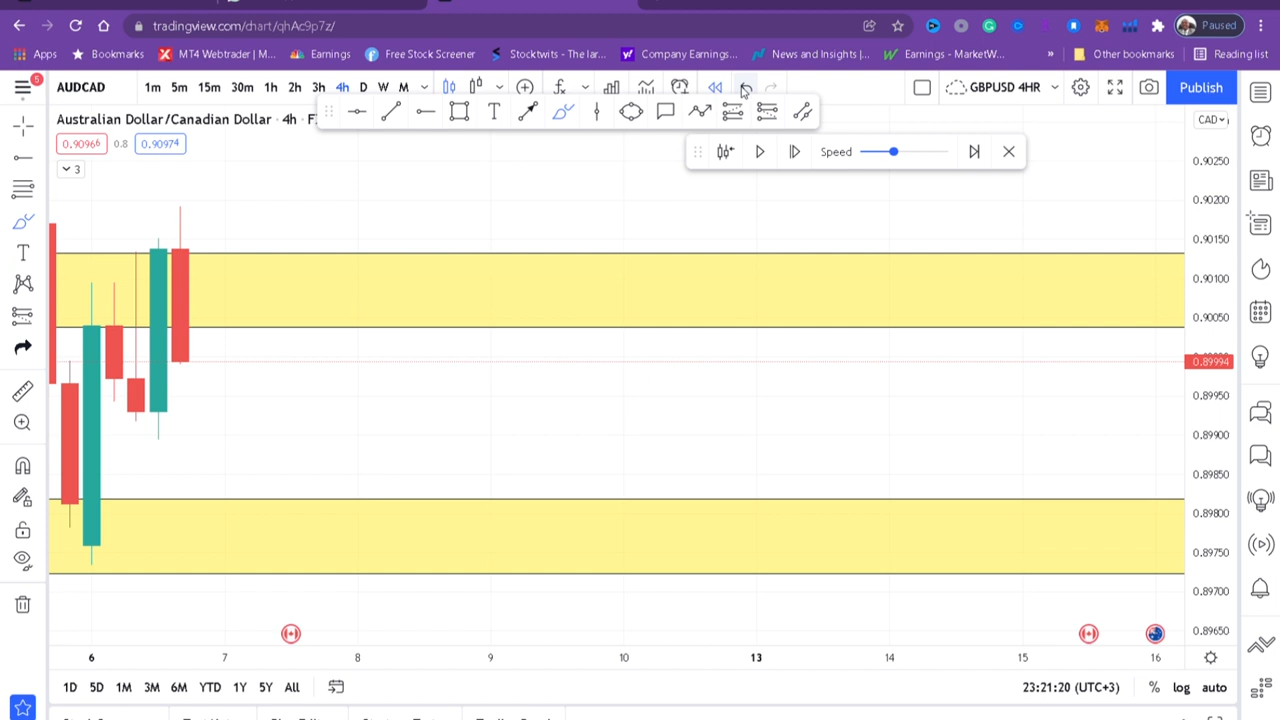 tradingview.com/chart/qhAc9p7z/
Paused
Apps
Bookmarks
MT4 Webtrader | M...
Earnings
Free Stock Screener
Stocktwits - The lar...
Company Earnings...
News and Insights |...
Earnings - MarketW...
»
Other bookmarks
Reading list
5
AUDCAD
1m 5m 15m 30m 1h 2h 3h 4h D W M
GBPUSD 4HR
Publish
Australian Dollar/Canadian Dollar · 4h ·
CAD
0.90966 0.8 0.90974
3
Speed
0.90250
0.90200
0.90150
0.90100
0.90050
0.89994
0.89950
0.89900
0.89850
0.89800
0.89750
0.89700
0.89650
6 7 8 9 10 13 14 15 16
1D 5D 1M 3M 6M YTD 1Y 5Y All
23:21:20 (UTC+3)
% log auto